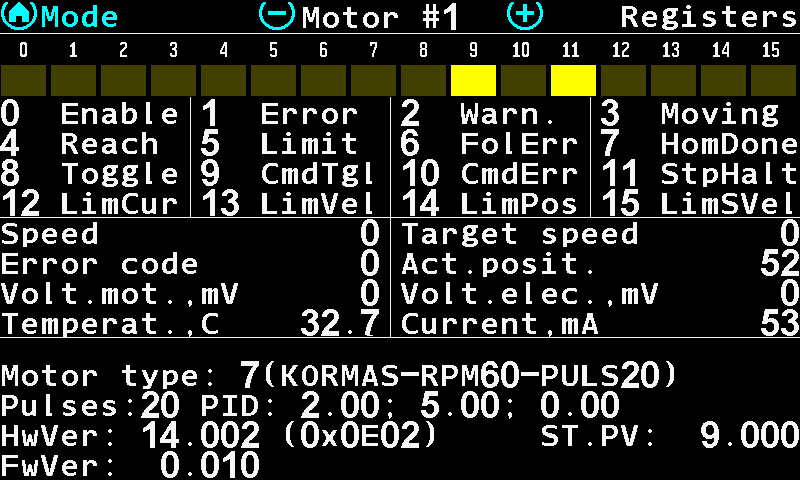 Mode − Motor #1 + Registers
0 1 2 3 4 5 6 7 8 9 10 11 12 13 14 15
0 Enable 1 Error 2 Warn. 3 Moving
4 Reach 5 Limit 6 FolErr 7 HomDone
8 Toggle 9 CmdTgl 10 CmdErr 11 StpHalt
12 LimCur 13 LimVel 14 LimPos 15 LimSVel
Speed 0 Target speed 0
Error code 0 Act.posit. 52
Volt.mot.,mV 0 Volt.elec.,mV 0
Temperat.,C 32.7 Current,mA 53
Motor type: 7(KORMAS-RPM60-PULS20)
Pulses:20 PID: 2.00; 5.00; 0.00
HwVer: 14.002 (0x0E02) ST.PV: 9.000
FwVer: 0.010